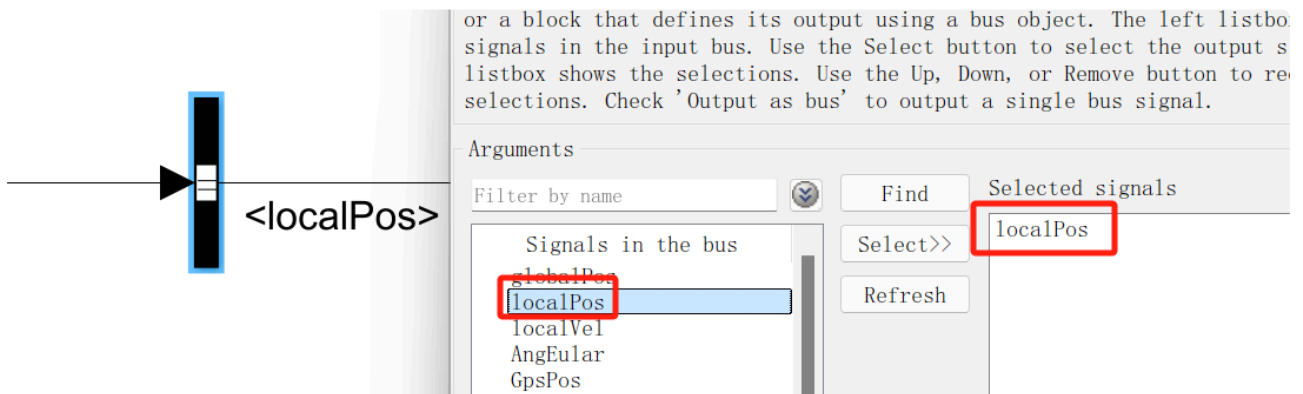 or a block that defines its output using a bus object. The left listbo
signals in the input bus. Use the Select button to select the output s
listbox shows the selections. Use the Up, Down, or Remove button to re
selections. Check 'Output as bus' to output a single bus signal.
Arguments
Filter by name
Find
Selected signals
<localPos>
Signals in the bus
Select>>
localPos
globalPos
localPos
Refresh
localVel
AngEular
GpsPos